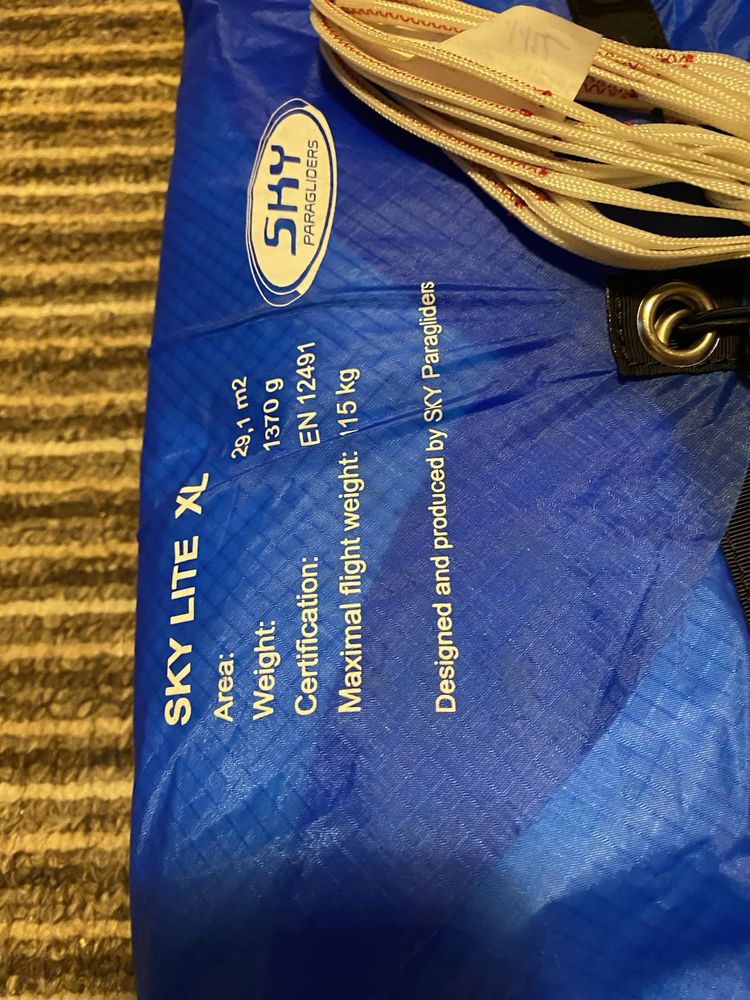 SKY
PARAGLIDERS
SKY LITE XL
Area: 29,1 m2
Weight: 1370 g
Certification: EN 12491
Maximal flight weight: 115 kg
Designed and produced by SKY Paragliders